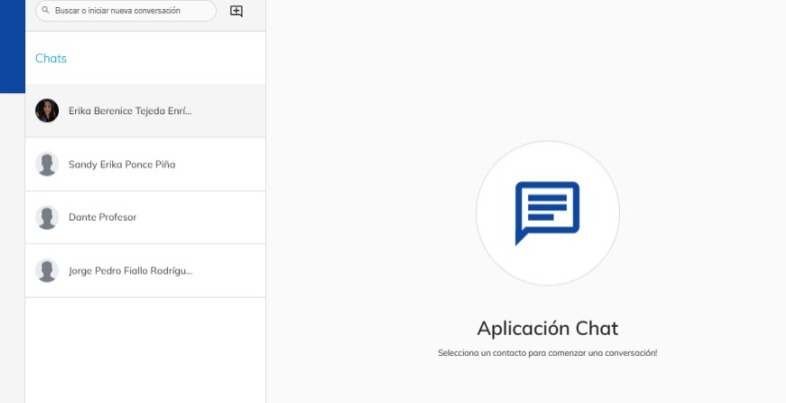 Buscar o iniciar nueva conversación
Chats
Erika Berenice Tejeda Enrí...
Sandy Erika Ponce Piña
Dante Profesor
Jorge Pedro Fiallo Rodrígu...
Aplicación Chat
Selecciona un contacto para comenzar una conversación!